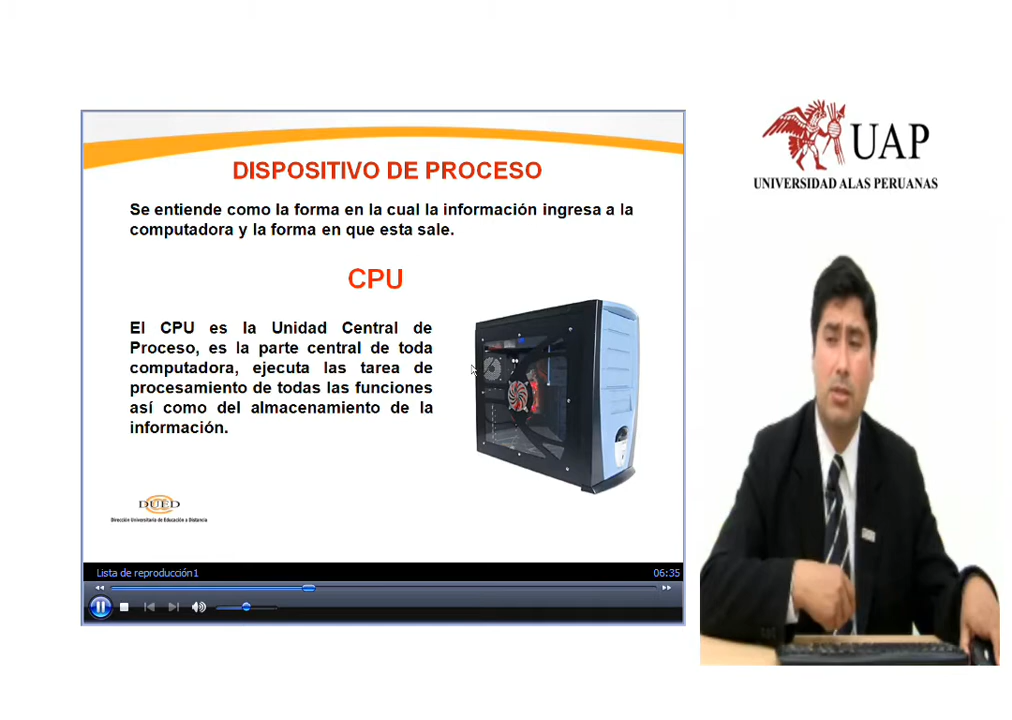 DISPOSITIVO DE PROCESO
Se entiende como la forma en la cual la información ingresa a la
computadora y la forma en que esta sale.
CPU
El CPU es la Unidad Central de
Proceso, es la parte central de toda
computadora, ejecuta las tarea de
procesamiento de todas las funciones
así como del almacenamiento de la
información.
DUED
Dirección Universitaria de Educación a Distancia
Lista de reproducción1
06:35
UAP
UNIVERSIDAD ALAS PERUANAS